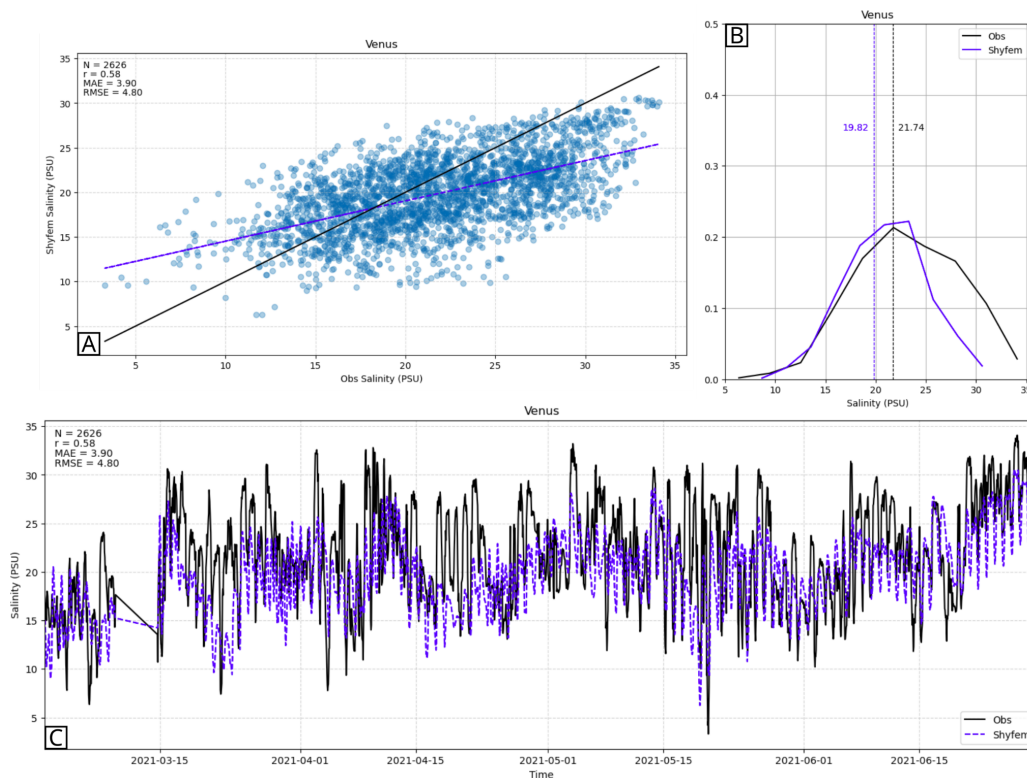 Venus
N = 2626
r = 0.58
MAE = 3.90
RMSE = 4.80
35
30
25
20
15
10
5
Shyfem Salinity (PSU)
A
5
10
15
20
25
30
35
Obs Salinity (PSU)
Venus
B
Obs
Shyfem
0.5
0.4
0.3
0.2
0.1
0.0
19.82
21.74
5
10
15
20
25
30
35
Salinity (PSU)
Venus
N = 2626
r = 0.58
MAE = 3.90
RMSE = 4.80
35
30
25
20
15
10
5
Salinity (PSU)
C
Obs
Shyfem
2021-03-15
2021-04-01
2021-04-15
2021-05-01
2021-05-15
2021-06-01
2021-06-15
Time